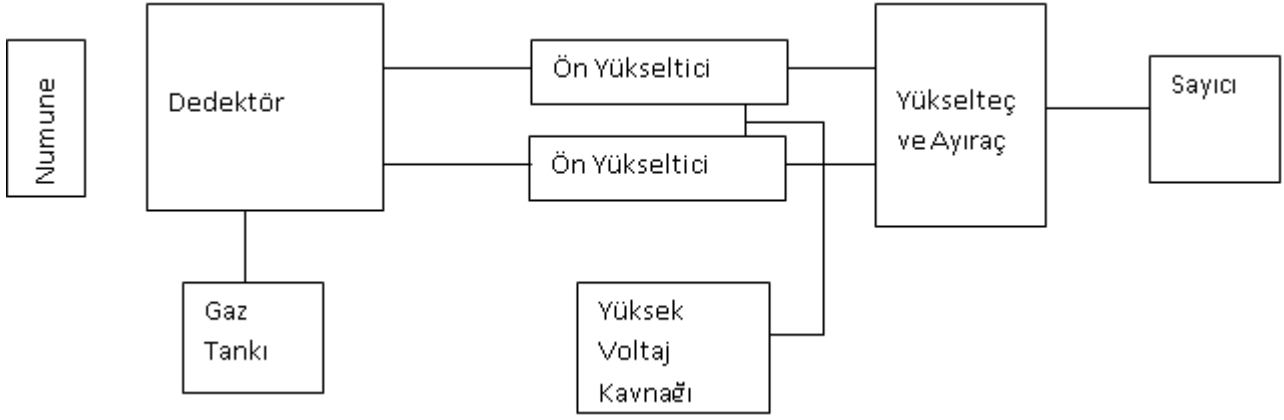 Numune
Dedektör
Ön Yükseltici
Ön Yükseltici
Yükselteç
ve Ayıraç
Sayıcı
Gaz
Tankı
Yüksek
Voltaj
Kaynağı